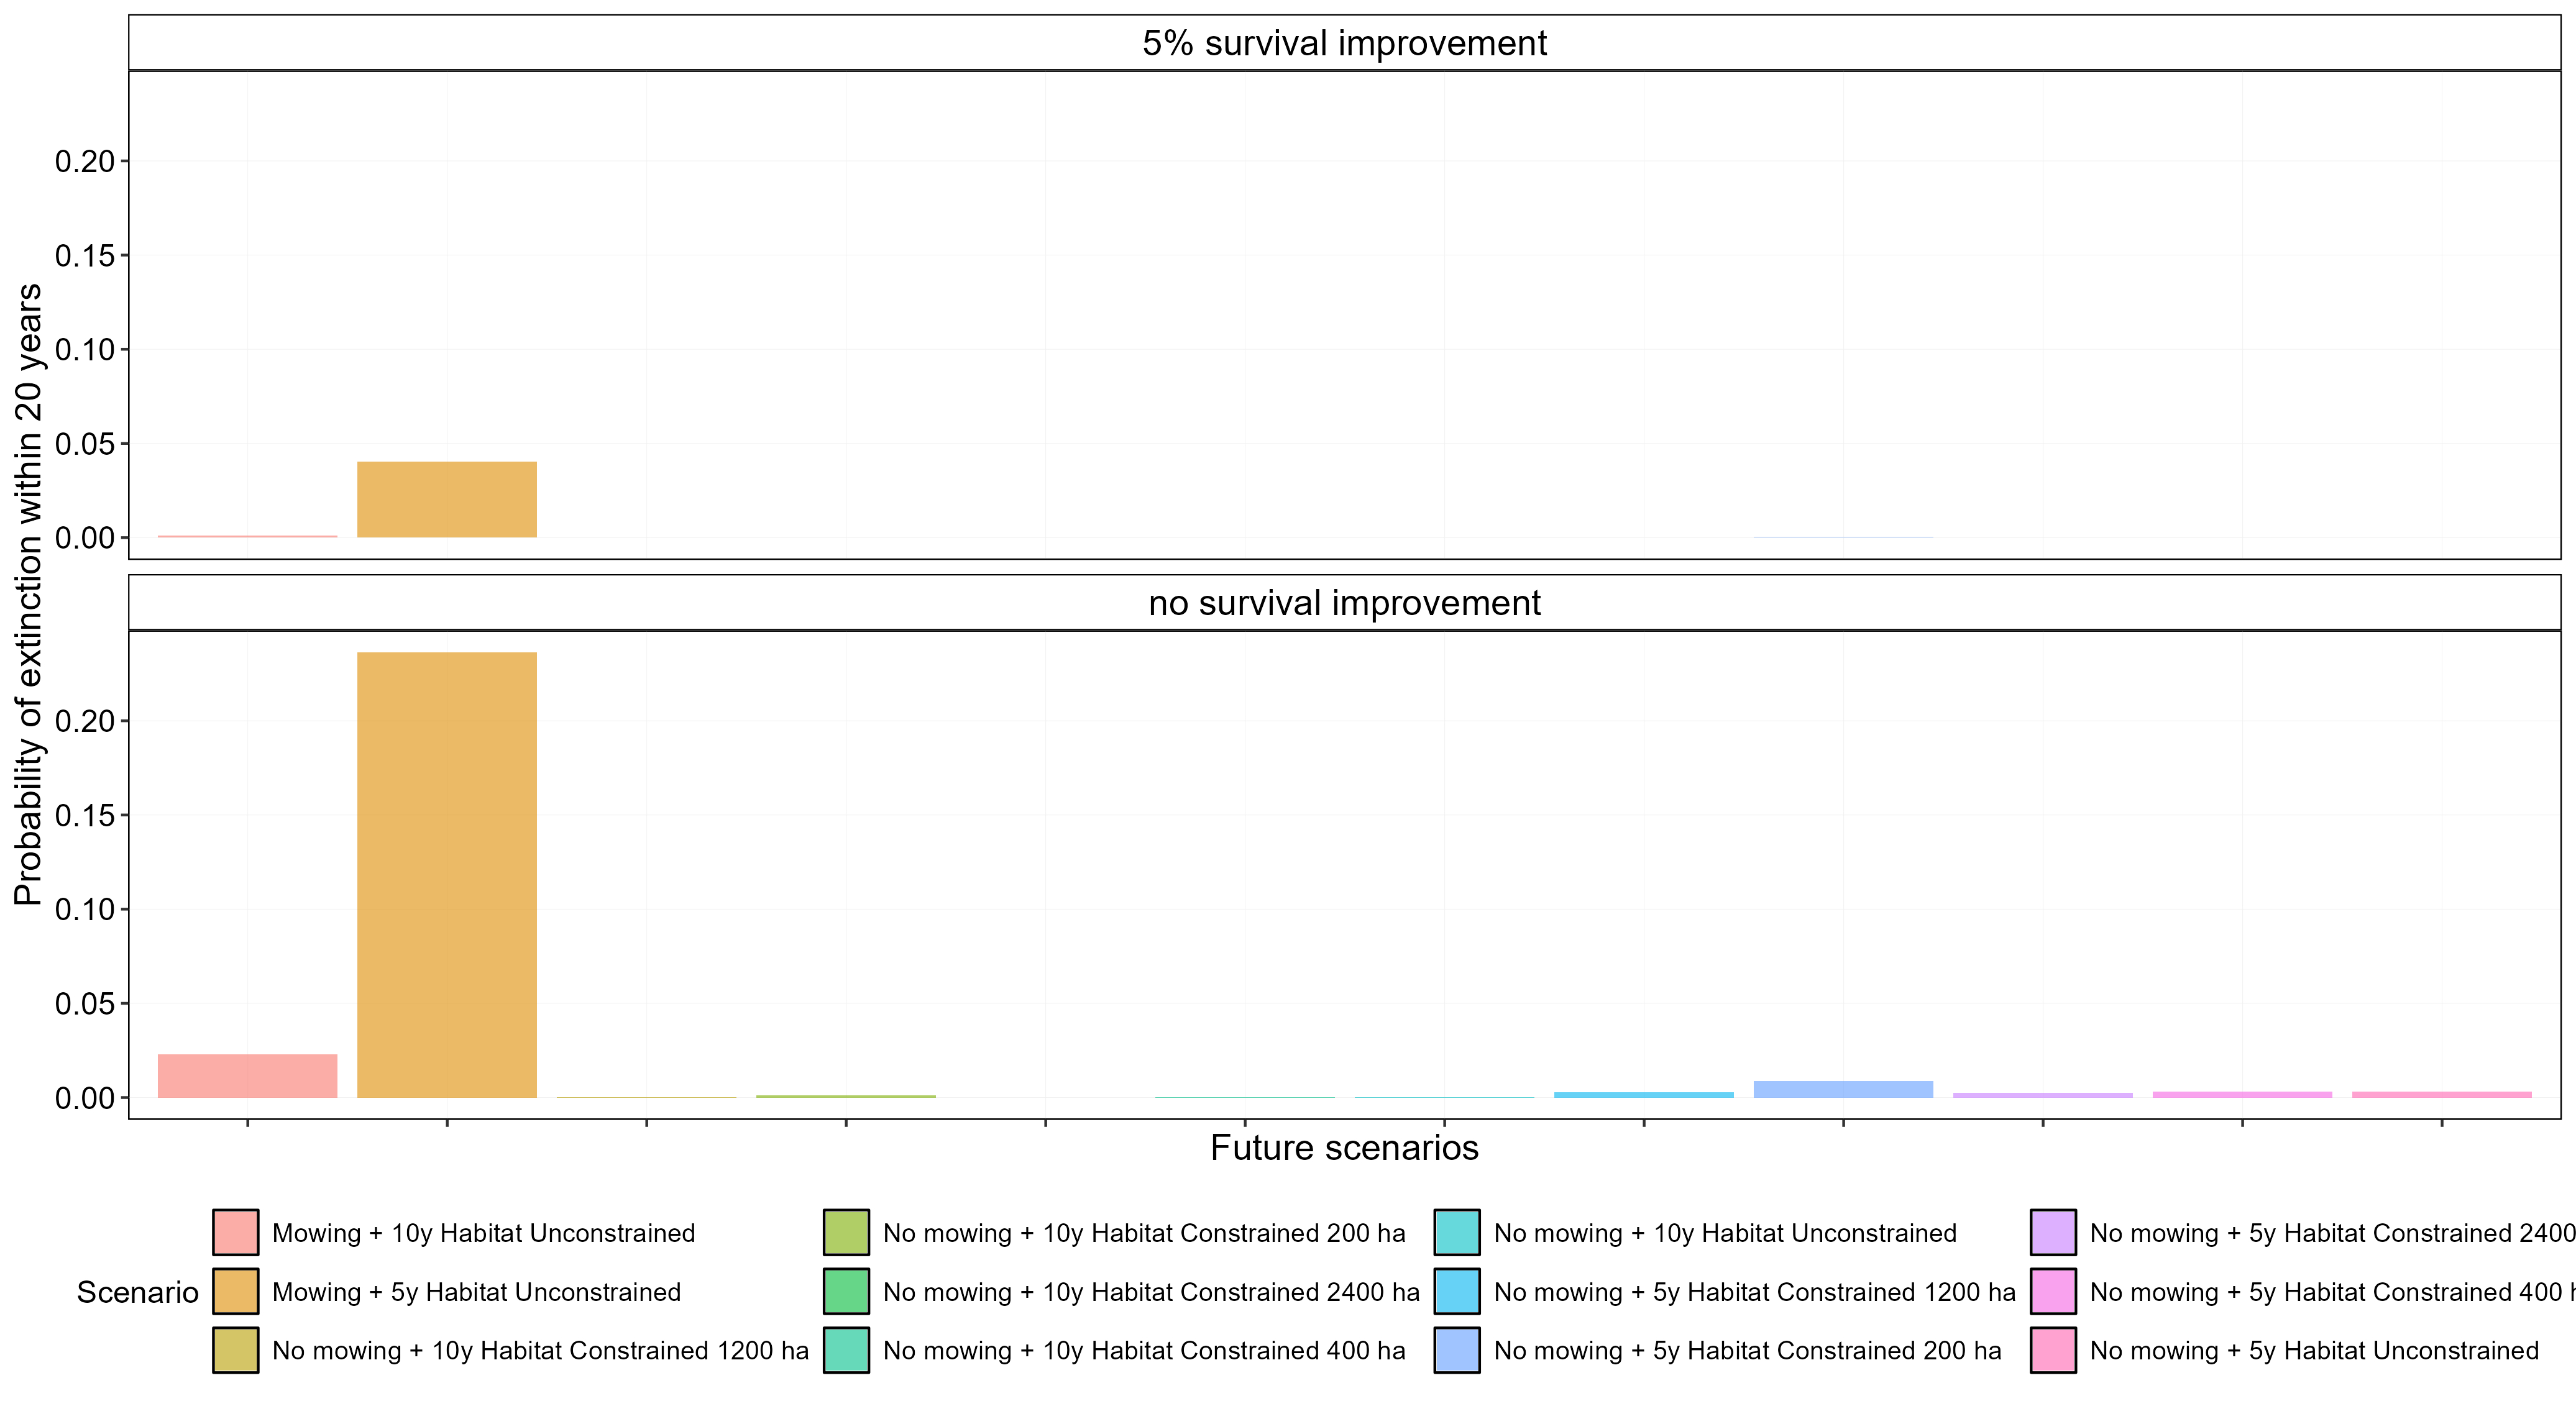 5% survival improvement
0.20
0.15
0.10
0.05
0.00
Probability of extinction within 20 years
no survival improvement
0.20
0.15
0.10
0.05
0.00
Future scenarios
Scenario
Mowing + 10y Habitat Unconstrained
Mowing + 5y Habitat Unconstrained
No mowing + 10y Habitat Constrained 1200 ha
No mowing + 10y Habitat Constrained 200 ha
No mowing + 10y Habitat Constrained 2400 ha
No mowing + 10y Habitat Constrained 400 ha
No mowing + 10y Habitat Unconstrained
No mowing + 5y Habitat Constrained 1200 ha
No mowing + 5y Habitat Constrained 200 ha
No mowing + 5y Habitat Constrained 2400
No mowing + 5y Habitat Constrained 400
No mowing + 5y Habitat Unconstrained